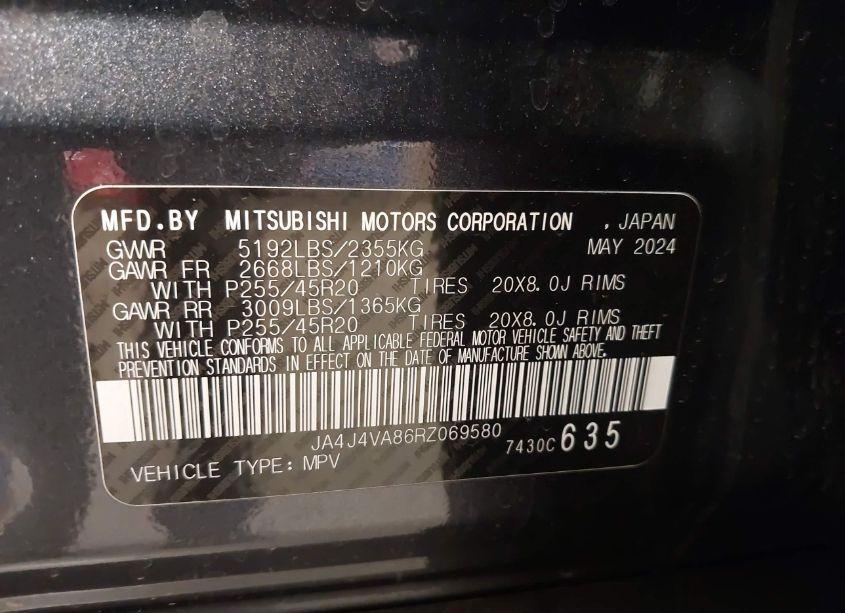 MFD.BY MITSUBISHI MOTORS CORPORATION , JAPAN
GVWR 5192LBS/2355KG MAY 2024
GAWR FR 2668LBS/1210KG
WITH P255/45R20 TIRES 20X8.0J RIMS
GAWR RR 3009LBS/1365KG
WITH P255/45R20 TIRES 20X8.0J RIMS
THIS VEHICLE CONFORMS TO ALL APPLICABLE FEDERAL MOTOR VEHICLE SAFETY AND THEFT
PREVENTION STANDARDS IN EFFECT ON THE DATE OF MANUFACTURE SHOWN ABOVE.
JA4J4VA86RZ069580 7430C 635
VEHICLE TYPE: MPV